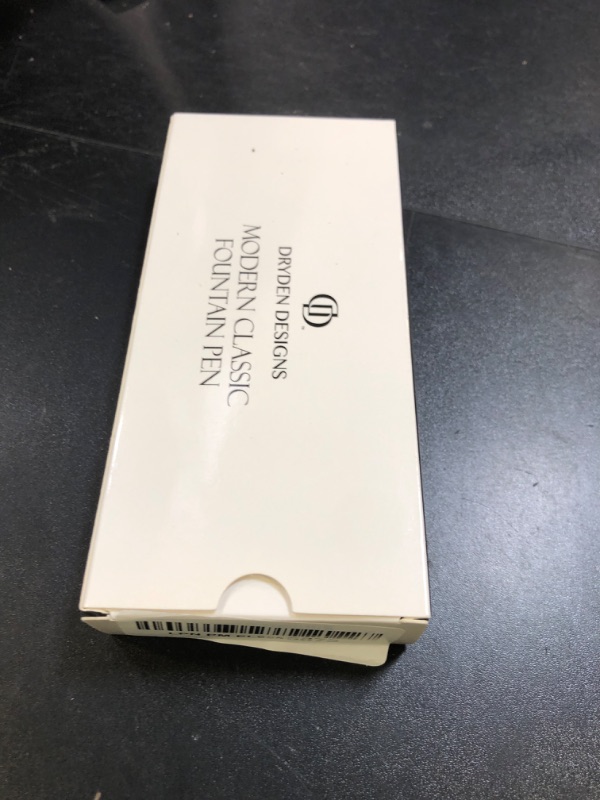 DRYDEN DESIGNS
MODERN CLASSIC
FOUNTAIN PEN